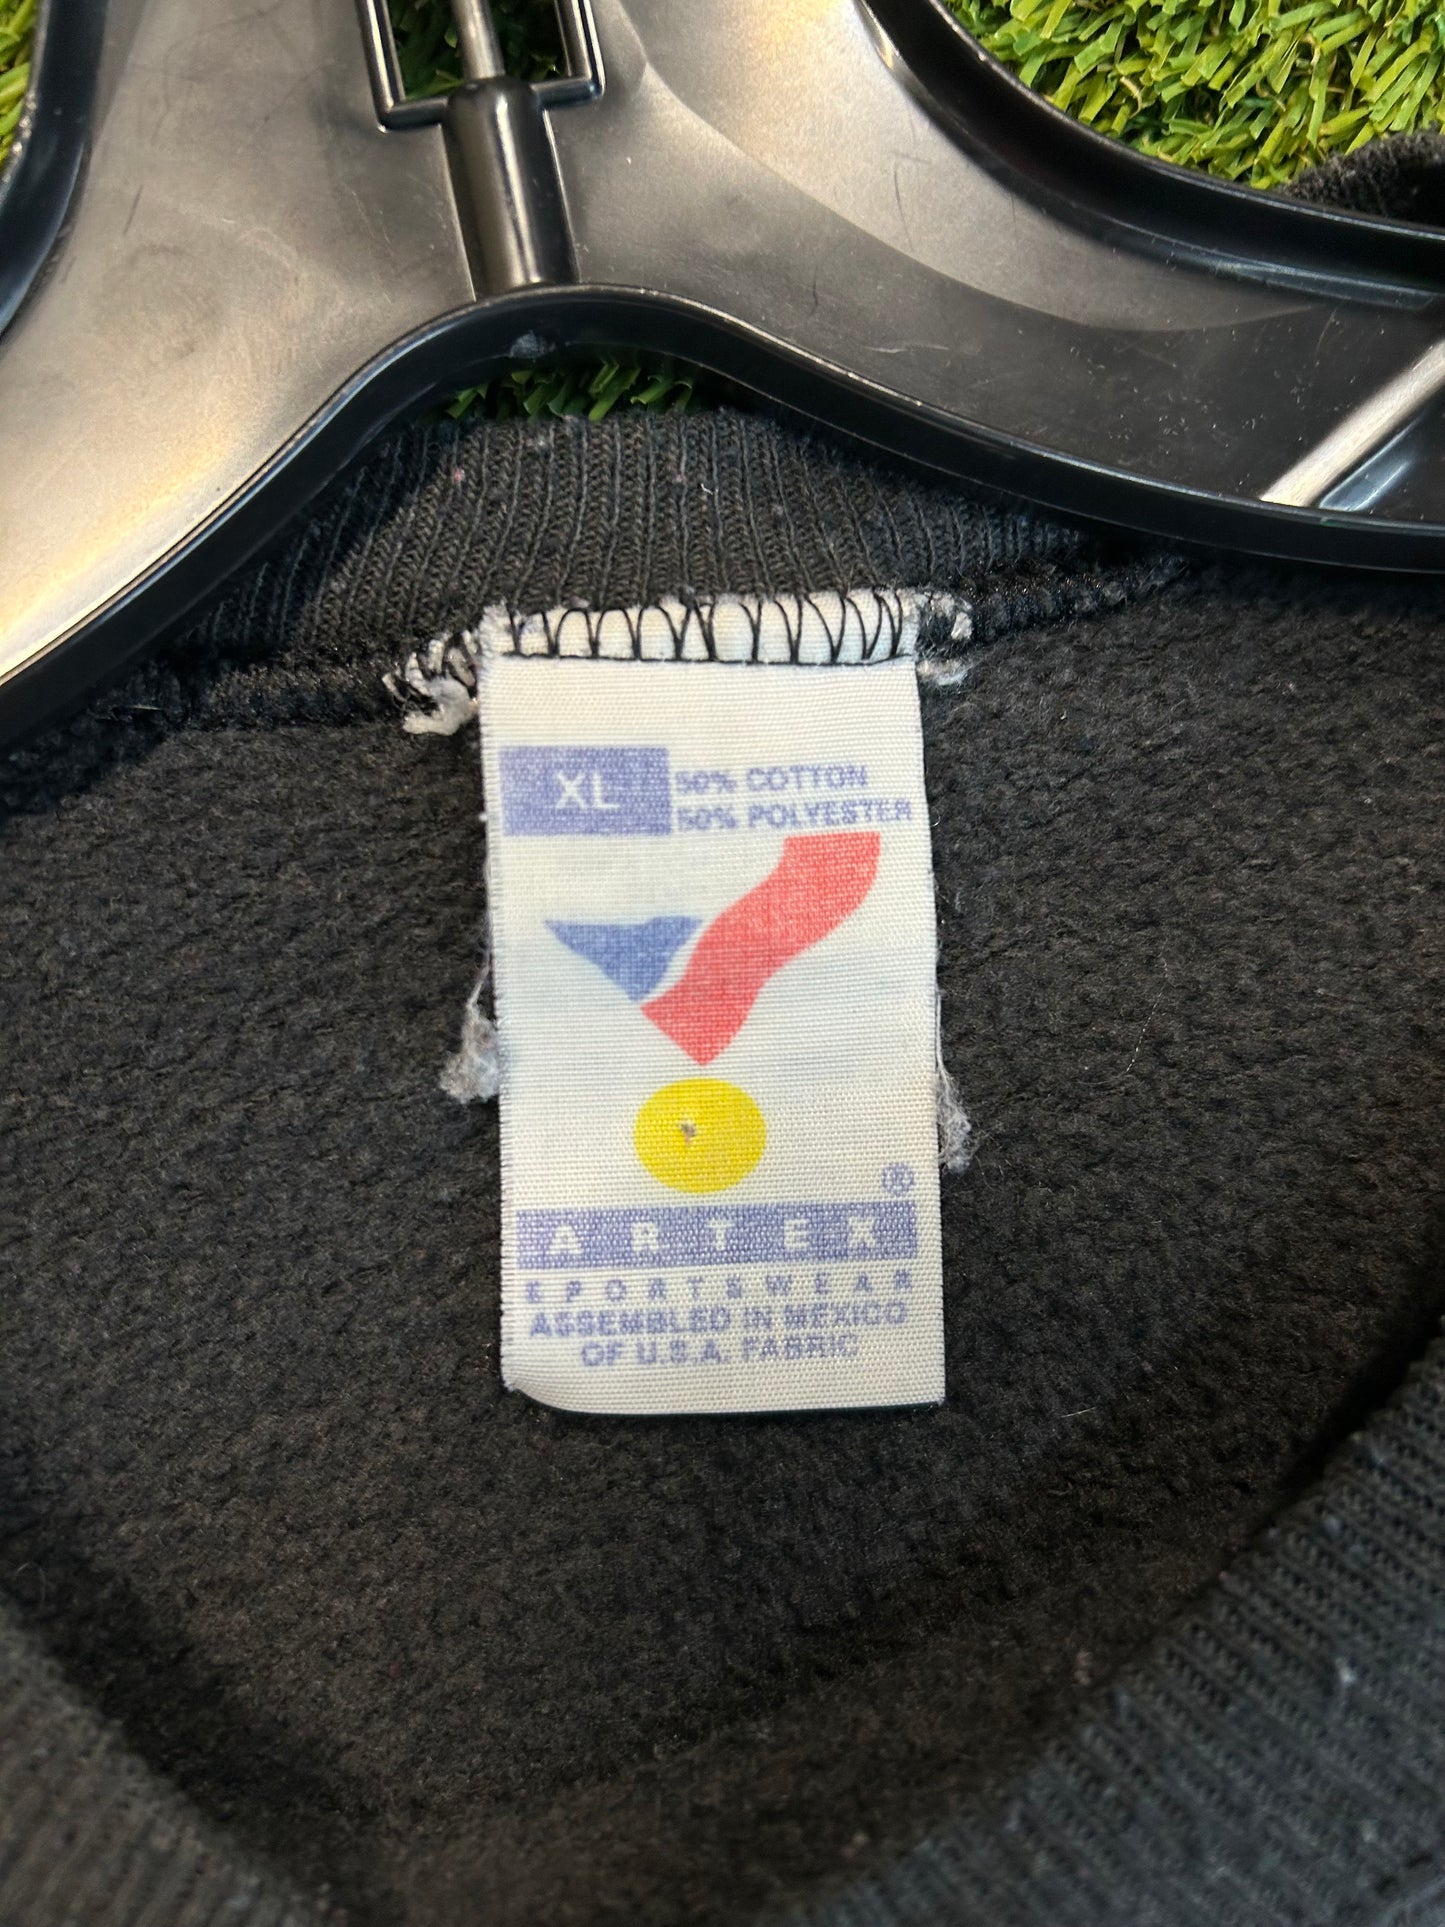 XL
50% COTTON
50% POLYESTER
®
ARTEX
SPORTSWEAR
ASSEMBLED IN MEXICO
OF U.S.A. FABRIC